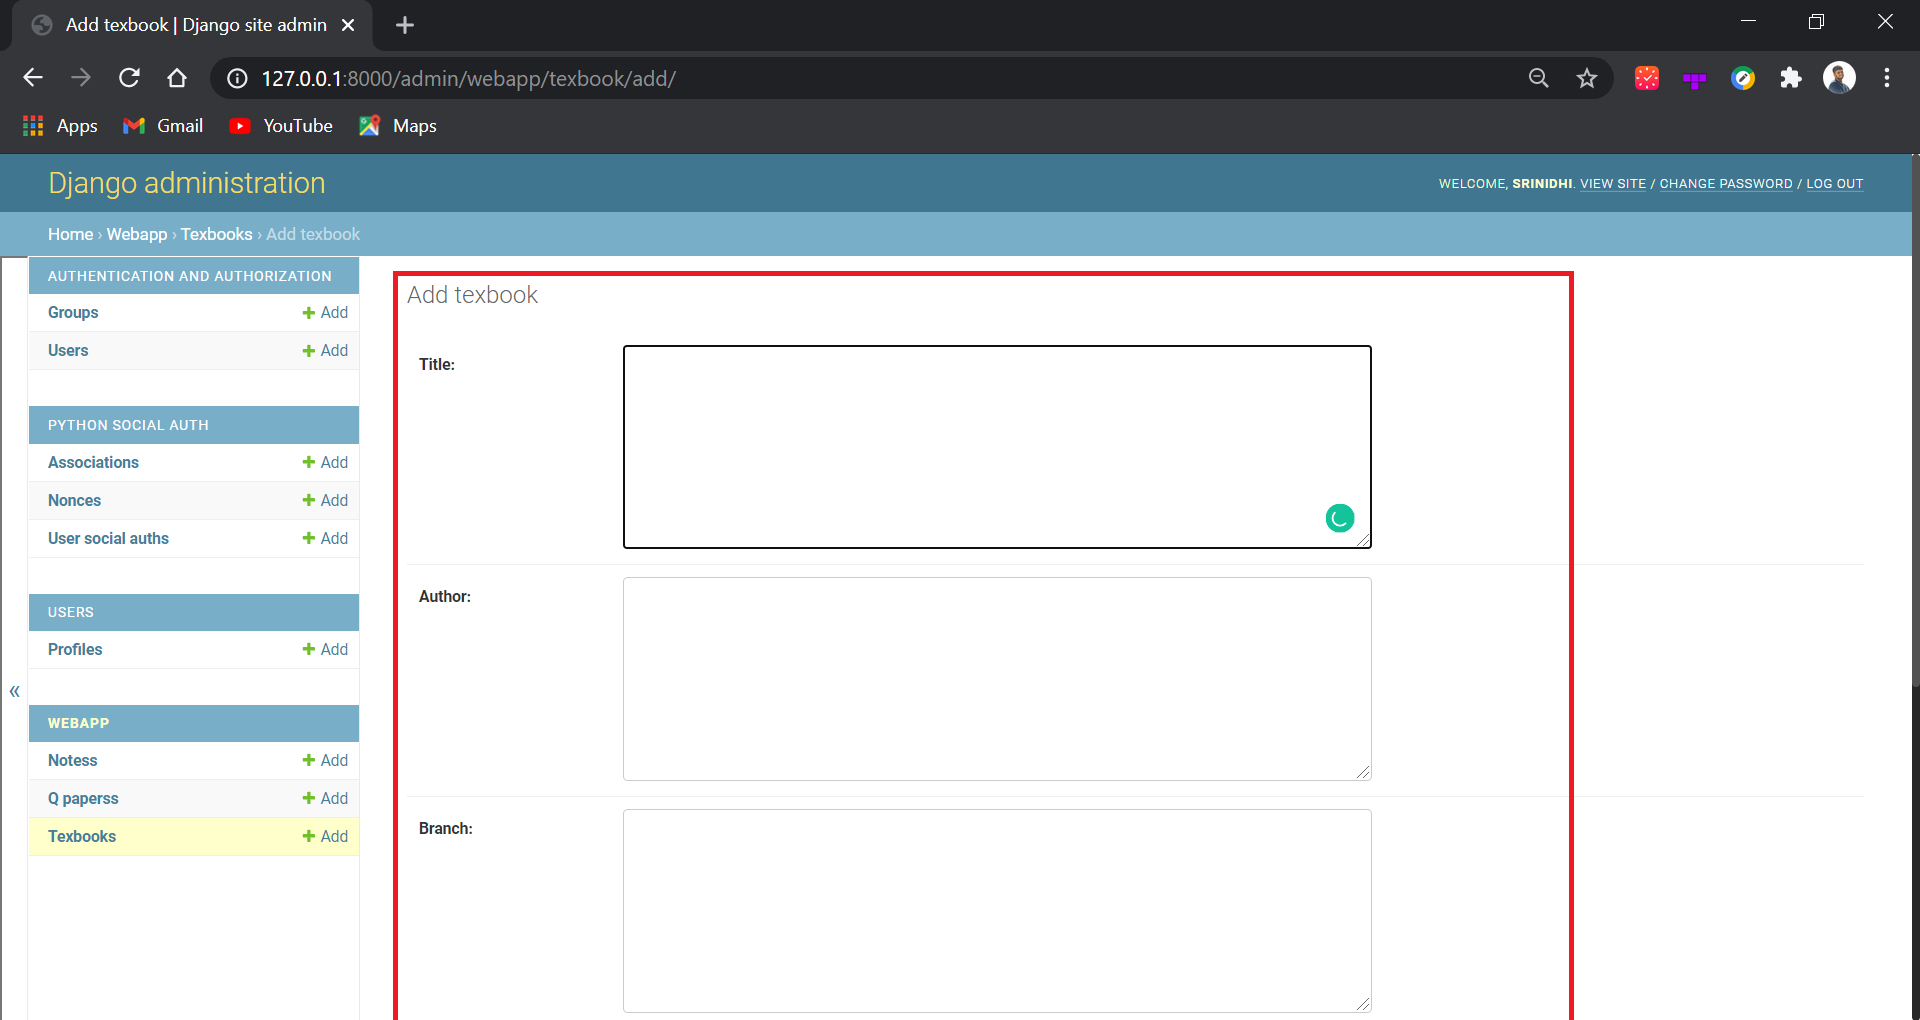 Add texbook | Django site admin
127.0.0.1:8000/admin/webapp/texbook/add/
Apps Gmail YouTube Maps
Django administration
WELCOME, SRINIDHI. VIEW SITE / CHANGE PASSWORD / LOG OUT
Home › Webapp › Texbooks › Add texbook
AUTHENTICATION AND AUTHORIZATION
Groups + Add
Users + Add
PYTHON SOCIAL AUTH
Associations + Add
Nonces + Add
User social auths + Add
USERS
Profiles + Add
«
WEBAPP
Notess + Add
Q paperss + Add
Texbooks + Add
Add texbook
Title:
Author:
Branch: